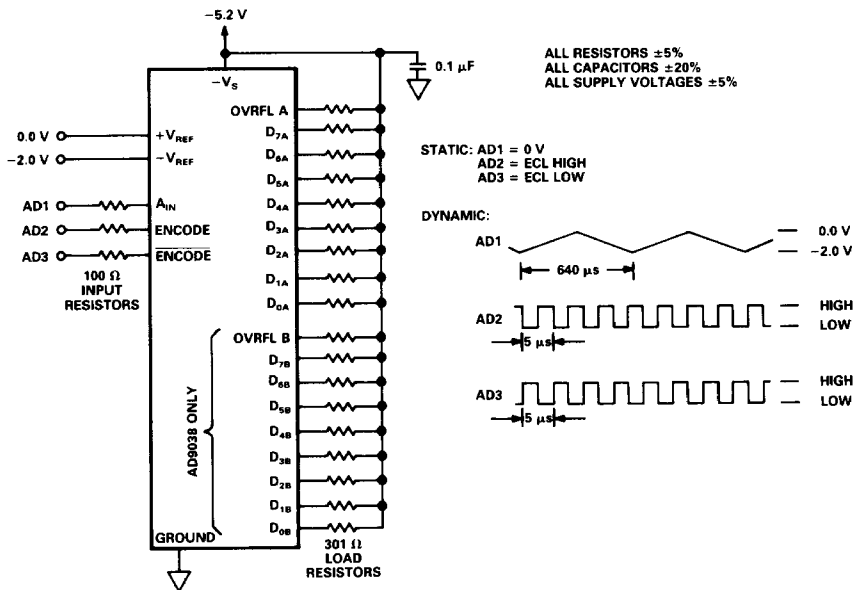 −5.2 V
0.1 μF
ALL RESISTORS ±5%
ALL CAPACITORS ±20%
ALL SUPPLY VOLTAGES ±5%
−VS
OVRFL A
D7A
0.0 V
+VREF
−2.0 V
−VREF
D6A
D5A
STATIC: AD1 = 0 V
AD2 = ECL HIGH
AD3 = ECL LOW
AD1
AIN
D4A
AD2
ENCODE
D3A
AD3
ENCODE
D2A
100 Ω
INPUT
RESISTORS
D1A
D0A
DYNAMIC:
AD1
0.0 V
−2.0 V
640 μs
AD2
HIGH
LOW
5 μs
AD3
HIGH
LOW
5 μs
AD9038 ONLY
OVRFL B
D7B
D6B
D5B
D4B
D3B
D2B
D1B
D0B
GROUND
301 Ω
LOAD
RESISTORS